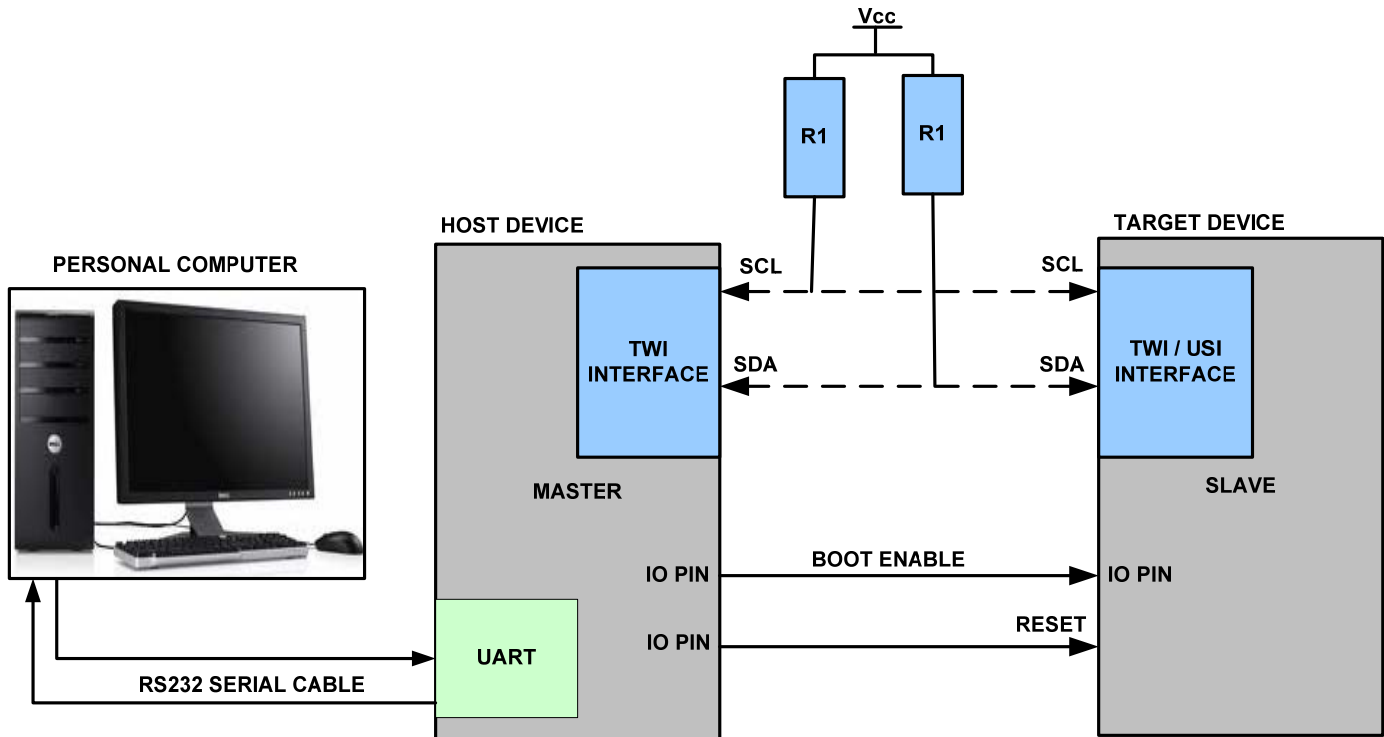 Vcc
R1
R1
HOST DEVICE
TARGET DEVICE
PERSONAL COMPUTER
SCL
SCL
TWI
INTERFACE
SDA
SDA
TWI / USI
INTERFACE
MASTER
SLAVE
IO PIN
BOOT ENABLE
IO PIN
IO PIN
RESET
UART
RS232 SERIAL CABLE
DELL